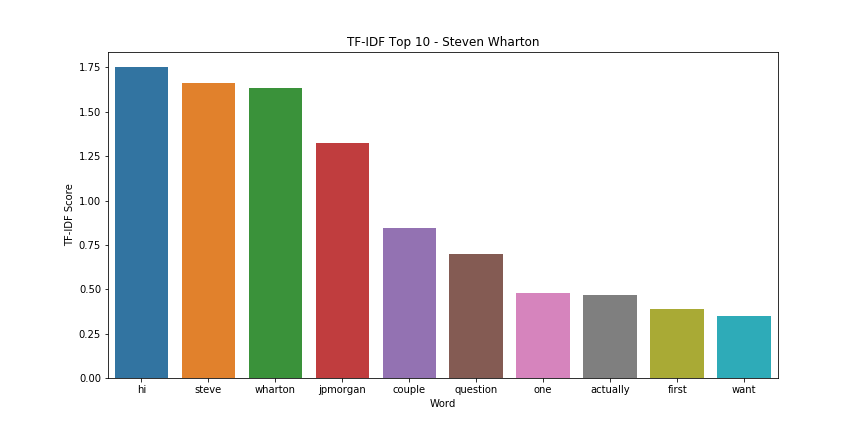 TF-IDF Top 10 - Steven Wharton
TF-IDF Score
1.75
1.50
1.25
1.00
0.75
0.50
0.25
0.00
hi steve wharton jpmorgan couple question one actually first want
Word